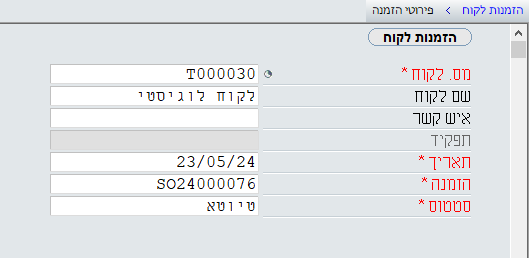 הזמנות לקוח > פירוטי הזמנה
הזמנות לקוח
מס. לקוח * T000030
שם לקוח לקוח לוגיסטי
איש קשר
תפקיד
תאריך * 23/05/24
הזמנה * SO24000076
סטטוס * טיוטא